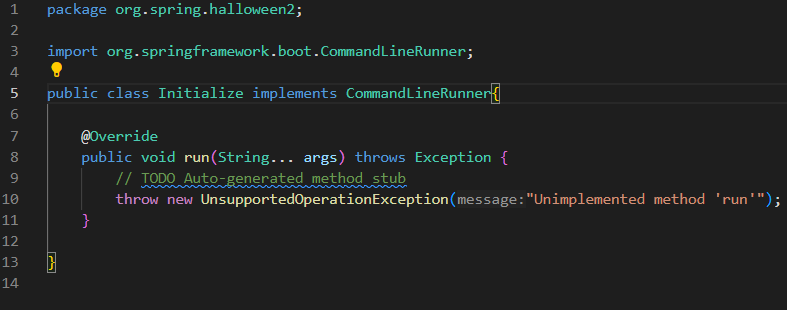 1 package org.spring.halloween2;
2
3 import org.springframework.boot.CommandLineRunner;
4
5 public class Initialize implements CommandLineRunner{
6
7 @Override
8 public void run(String... args) throws Exception {
9 // TODO Auto-generated method stub
10 throw new UnsupportedOperationException(message:"Unimplemented method 'run'");
11 }
12
13 }
14